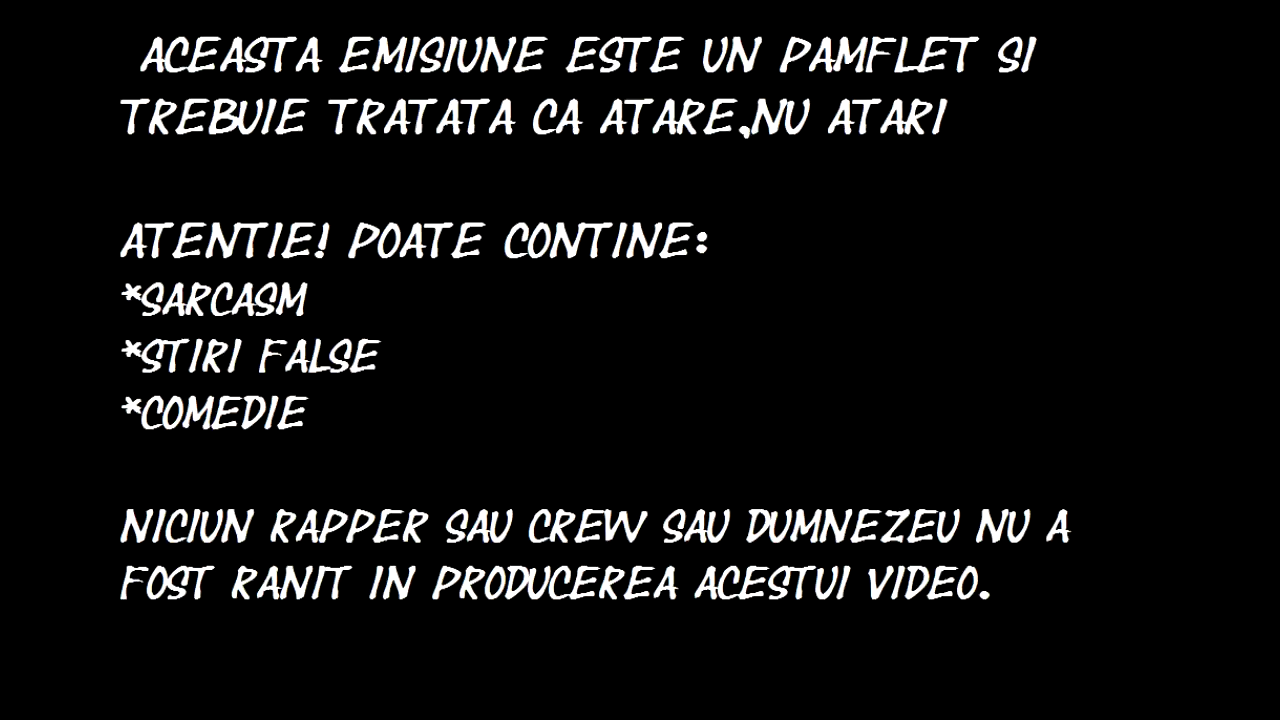 ACEASTA EMISIUNE ESTE UN PAMFLET SI
TREBUIE TRATATA CA ATARE,NU ATARI
ATENTIE! POATE CONTINE:
*SARCASM
*STIRI FALSE
*COMEDIE
NICIUN RAPPER SAU CREW SAU DUMNEZEU NU A
FOST RANIT IN PRODUCEREA ACESTUI VIDEO.